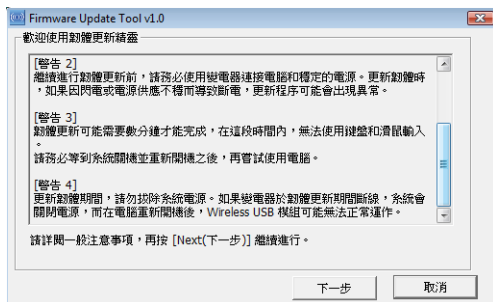 Firmware Update Tool v1.0
歡迎使用韌體更新精靈
[警告 2]
繼續進行韌體更新前，請務必使用變電器連接電腦和穩定的電源。更新韌體時
，如果因閃電或電源供應不穩而導致斷電，更新程序可能會出現異常。
[警告 3]
韌體更新可能需要數分鐘才能完成，在這段時間內，無法使用鍵盤和滑鼠輸入
。
請務必等到系統關機並重新開機之後，再嘗試使用電腦。
[警告 4]
更新韌體期間，請勿拔除系統電源。如果變電器於韌體更新期間斷線，系統會
關閉電源，而在電腦重新開機後，Wireless USB 模組可能無法正常運作。
請詳閱一般注意事項，再按 [Next(下一步)] 繼續進行。
下一步
取消